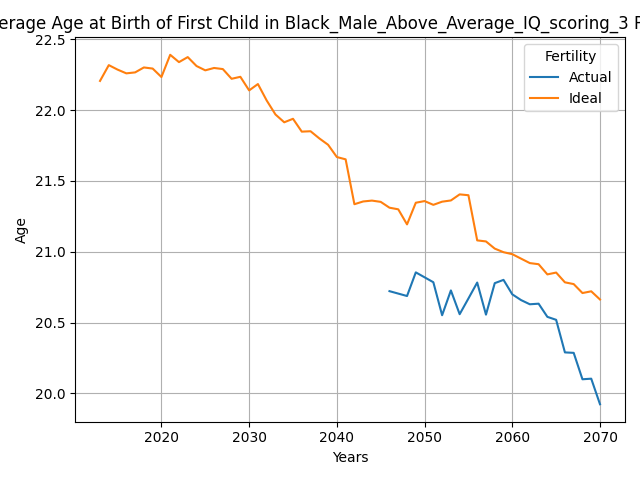 erage Age at Birth of First Child in Black_Male_Above_Average_IQ_scoring_3
22.5
22.0
21.5
21.0
20.5
20.0
Age
Fertility
Actual
Ideal
2020 2030 2040 2050 2060 2070
Years